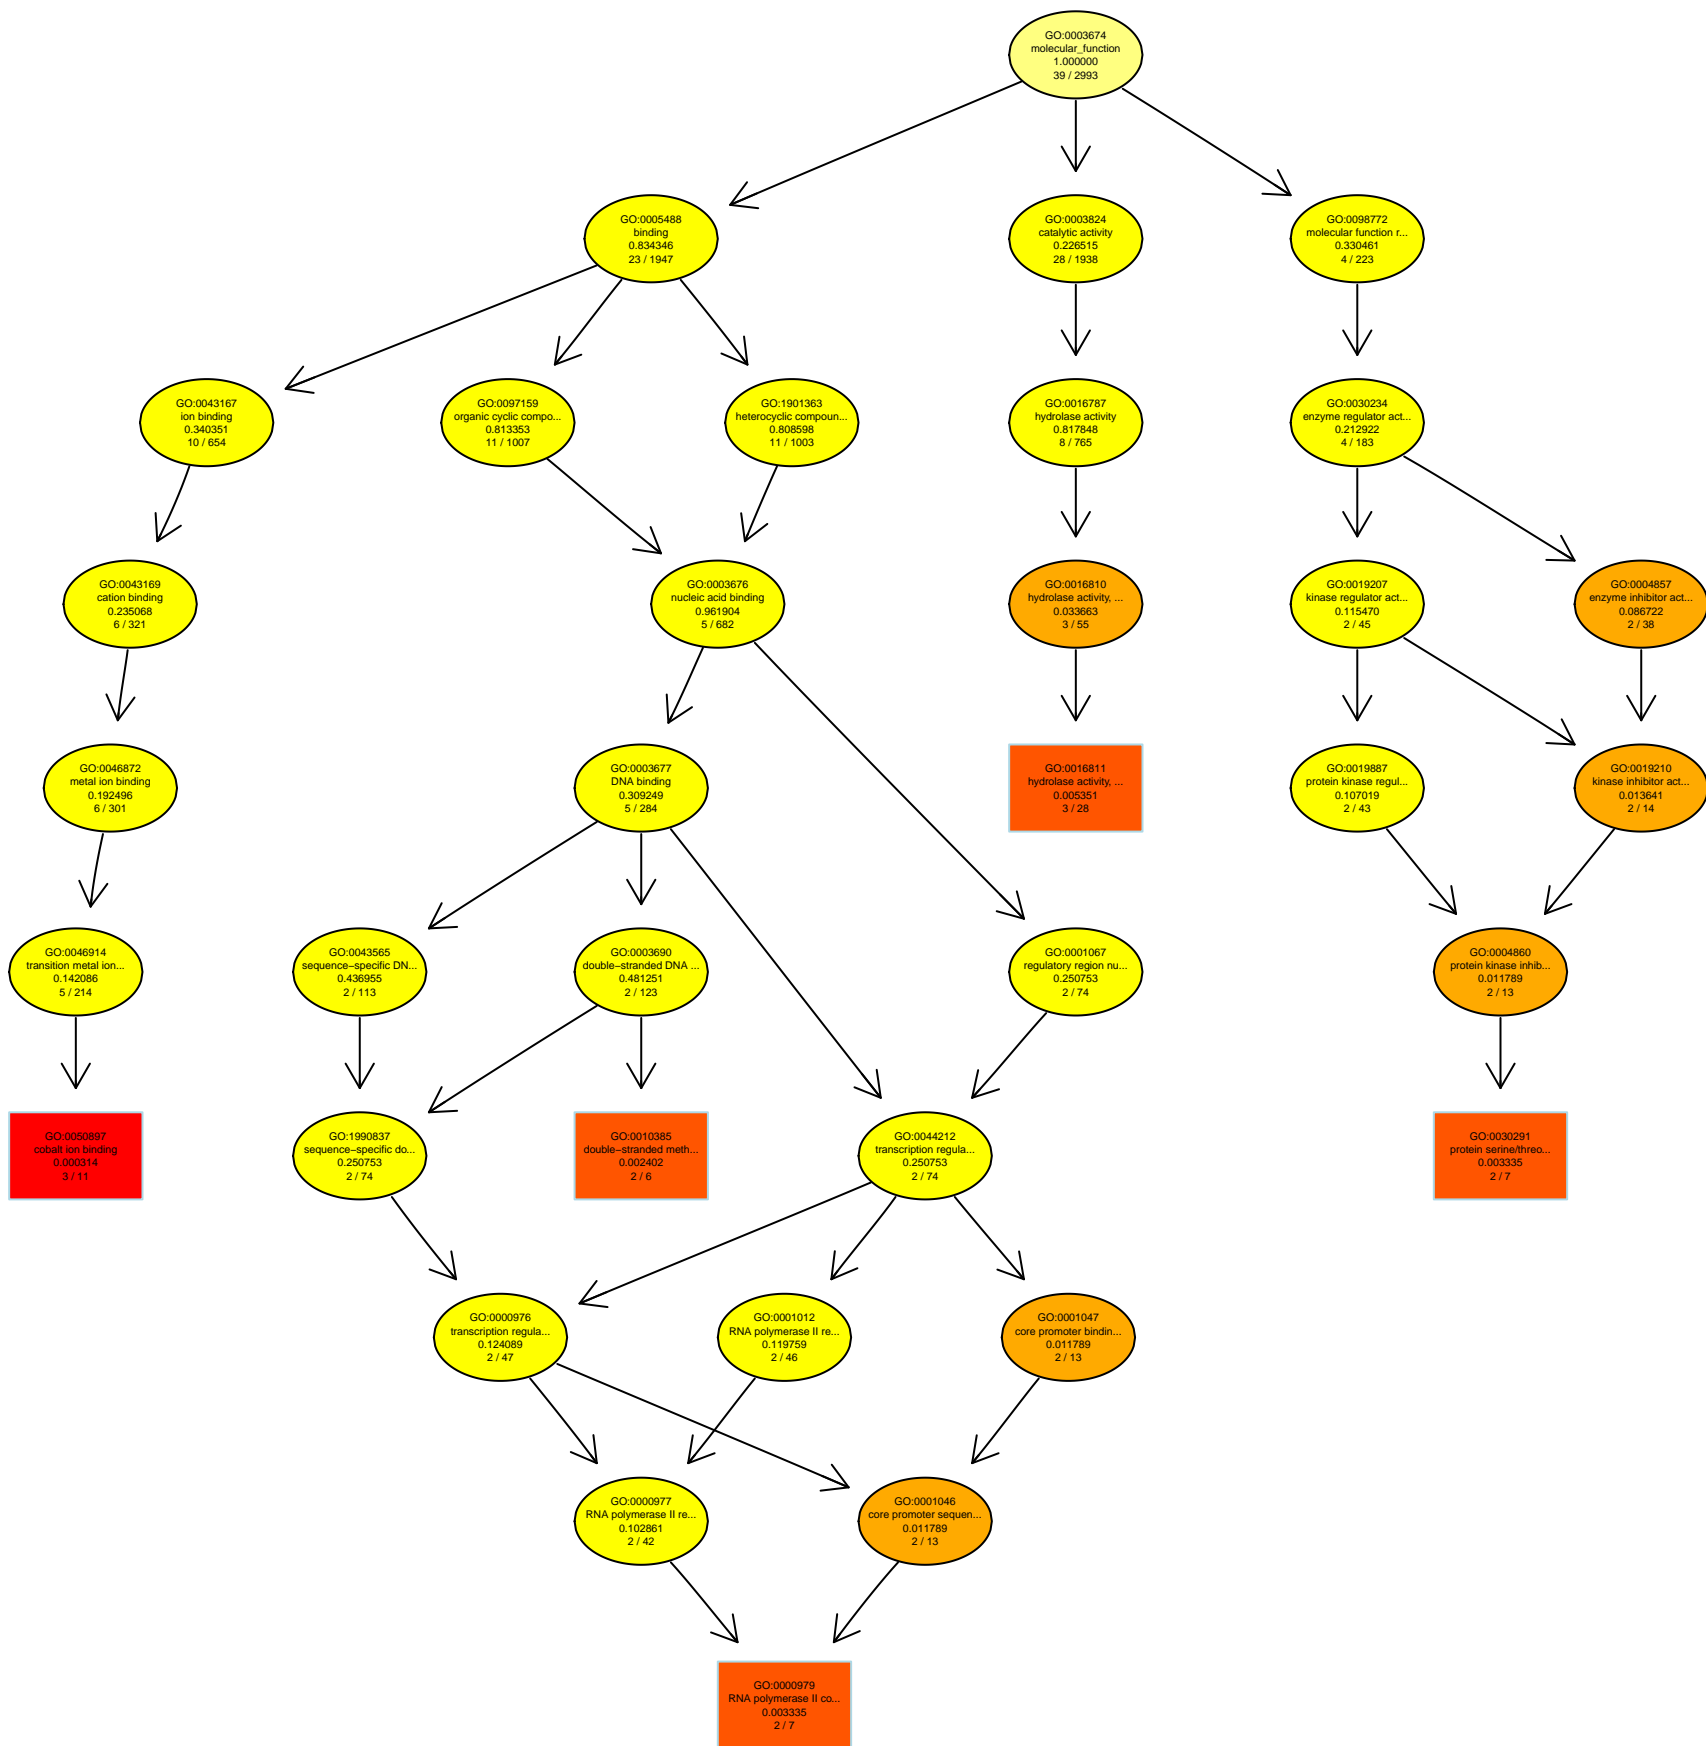 GO:0003674
molecular_function
1.000000
39 / 2993
GO:0005488
binding
0.834346
23 / 1947
GO:0003824
catalytic activity
0.226515
28 / 1938
GO:0098772
molecular function r...
0.330461
4 / 223
GO:0043167
ion binding
0.340351
10 / 654
GO:0097159
organic cyclic compo...
0.813353
11 / 1007
GO:1901363
heterocyclic compoun...
0.808598
11 / 1003
GO:0016787
hydrolase activity
0.817848
8 / 765
GO:0030234
enzyme regulator act...
0.212922
4 / 183
GO:0043169
cation binding
0.235068
6 / 321
GO:0003676
nucleic acid binding
0.961904
5 / 682
GO:0016810
hydrolase activity, ...
0.033663
3 / 55
GO:0019207
kinase regulator act...
0.115470
2 / 45
GO:0004857
enzyme inhibitor act...
0.086722
2 / 38
GO:0046872
metal ion binding
0.192496
6 / 301
GO:0003677
DNA binding
0.309249
5 / 284
GO:0016811
hydrolase activity, ...
0.005351
3 / 28
GO:0019887
protein kinase regul...
0.107019
2 / 43
GO:0019210
kinase inhibitor act...
0.013641
2 / 14
GO:0046914
transition metal ion...
0.142086
5 / 214
GO:0043565
sequence−specific DN...
0.436955
2 / 113
GO:0003690
double−stranded DNA ...
0.481251
2 / 123
GO:0001067
regulatory region nu...
0.250753
2 / 74
GO:0004860
protein kinase inhib...
0.011789
2 / 13
GO:0050897
cobalt ion binding
0.000314
3 / 11
GO:1990837
sequence−specific do...
0.250753
2 / 74
GO:0010385
double−stranded meth...
0.002402
2 / 6
GO:0044212
transcription regula...
0.250753
2 / 74
GO:0030291
protein serine/threo...
0.003335
2 / 7
GO:0000976
transcription regula...
0.124089
2 / 47
GO:0001012
RNA polymerase II re...
0.119759
2 / 46
GO:0001047
core promoter bindin...
0.011789
2 / 13
GO:0000977
RNA polymerase II re...
0.102861
2 / 42
GO:0001046
core promoter sequen...
0.011789
2 / 13
GO:0000979
RNA polymerase II co...
0.003335
2 / 7